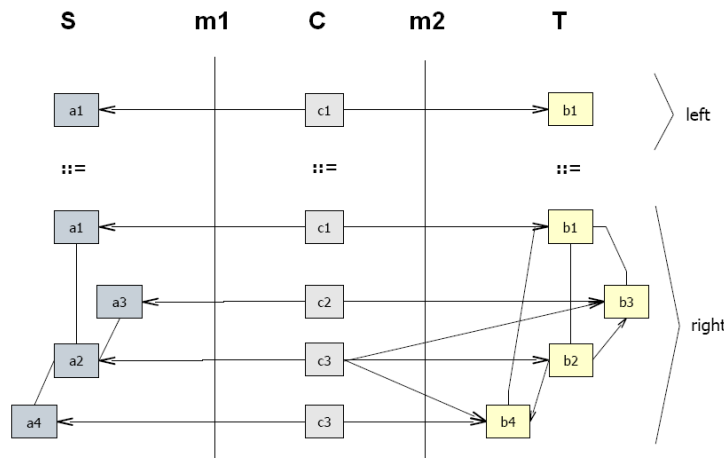 S m1 C m2 T
a1 c1 b1 left
::= ::= ::=
a1 c1 b1
a3 c2 b3
right
a2 c3 b2
a4 c3 b4